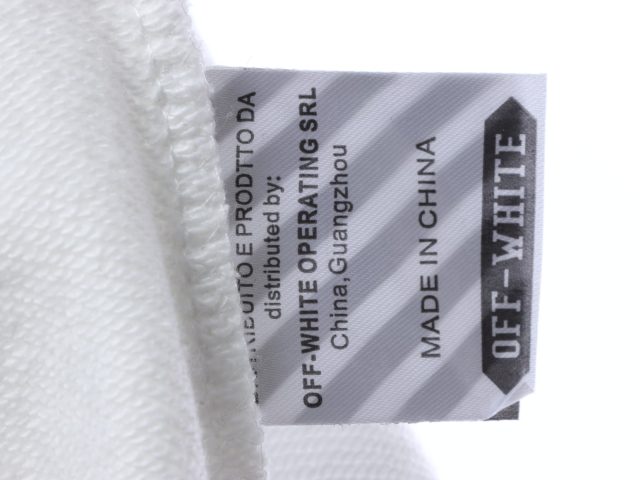 E PRODTTO DA
distributed by:
OFF-WHITE OPERATING SRL
China,Guangzhou
MADE IN CHINA
OFF-WHITE